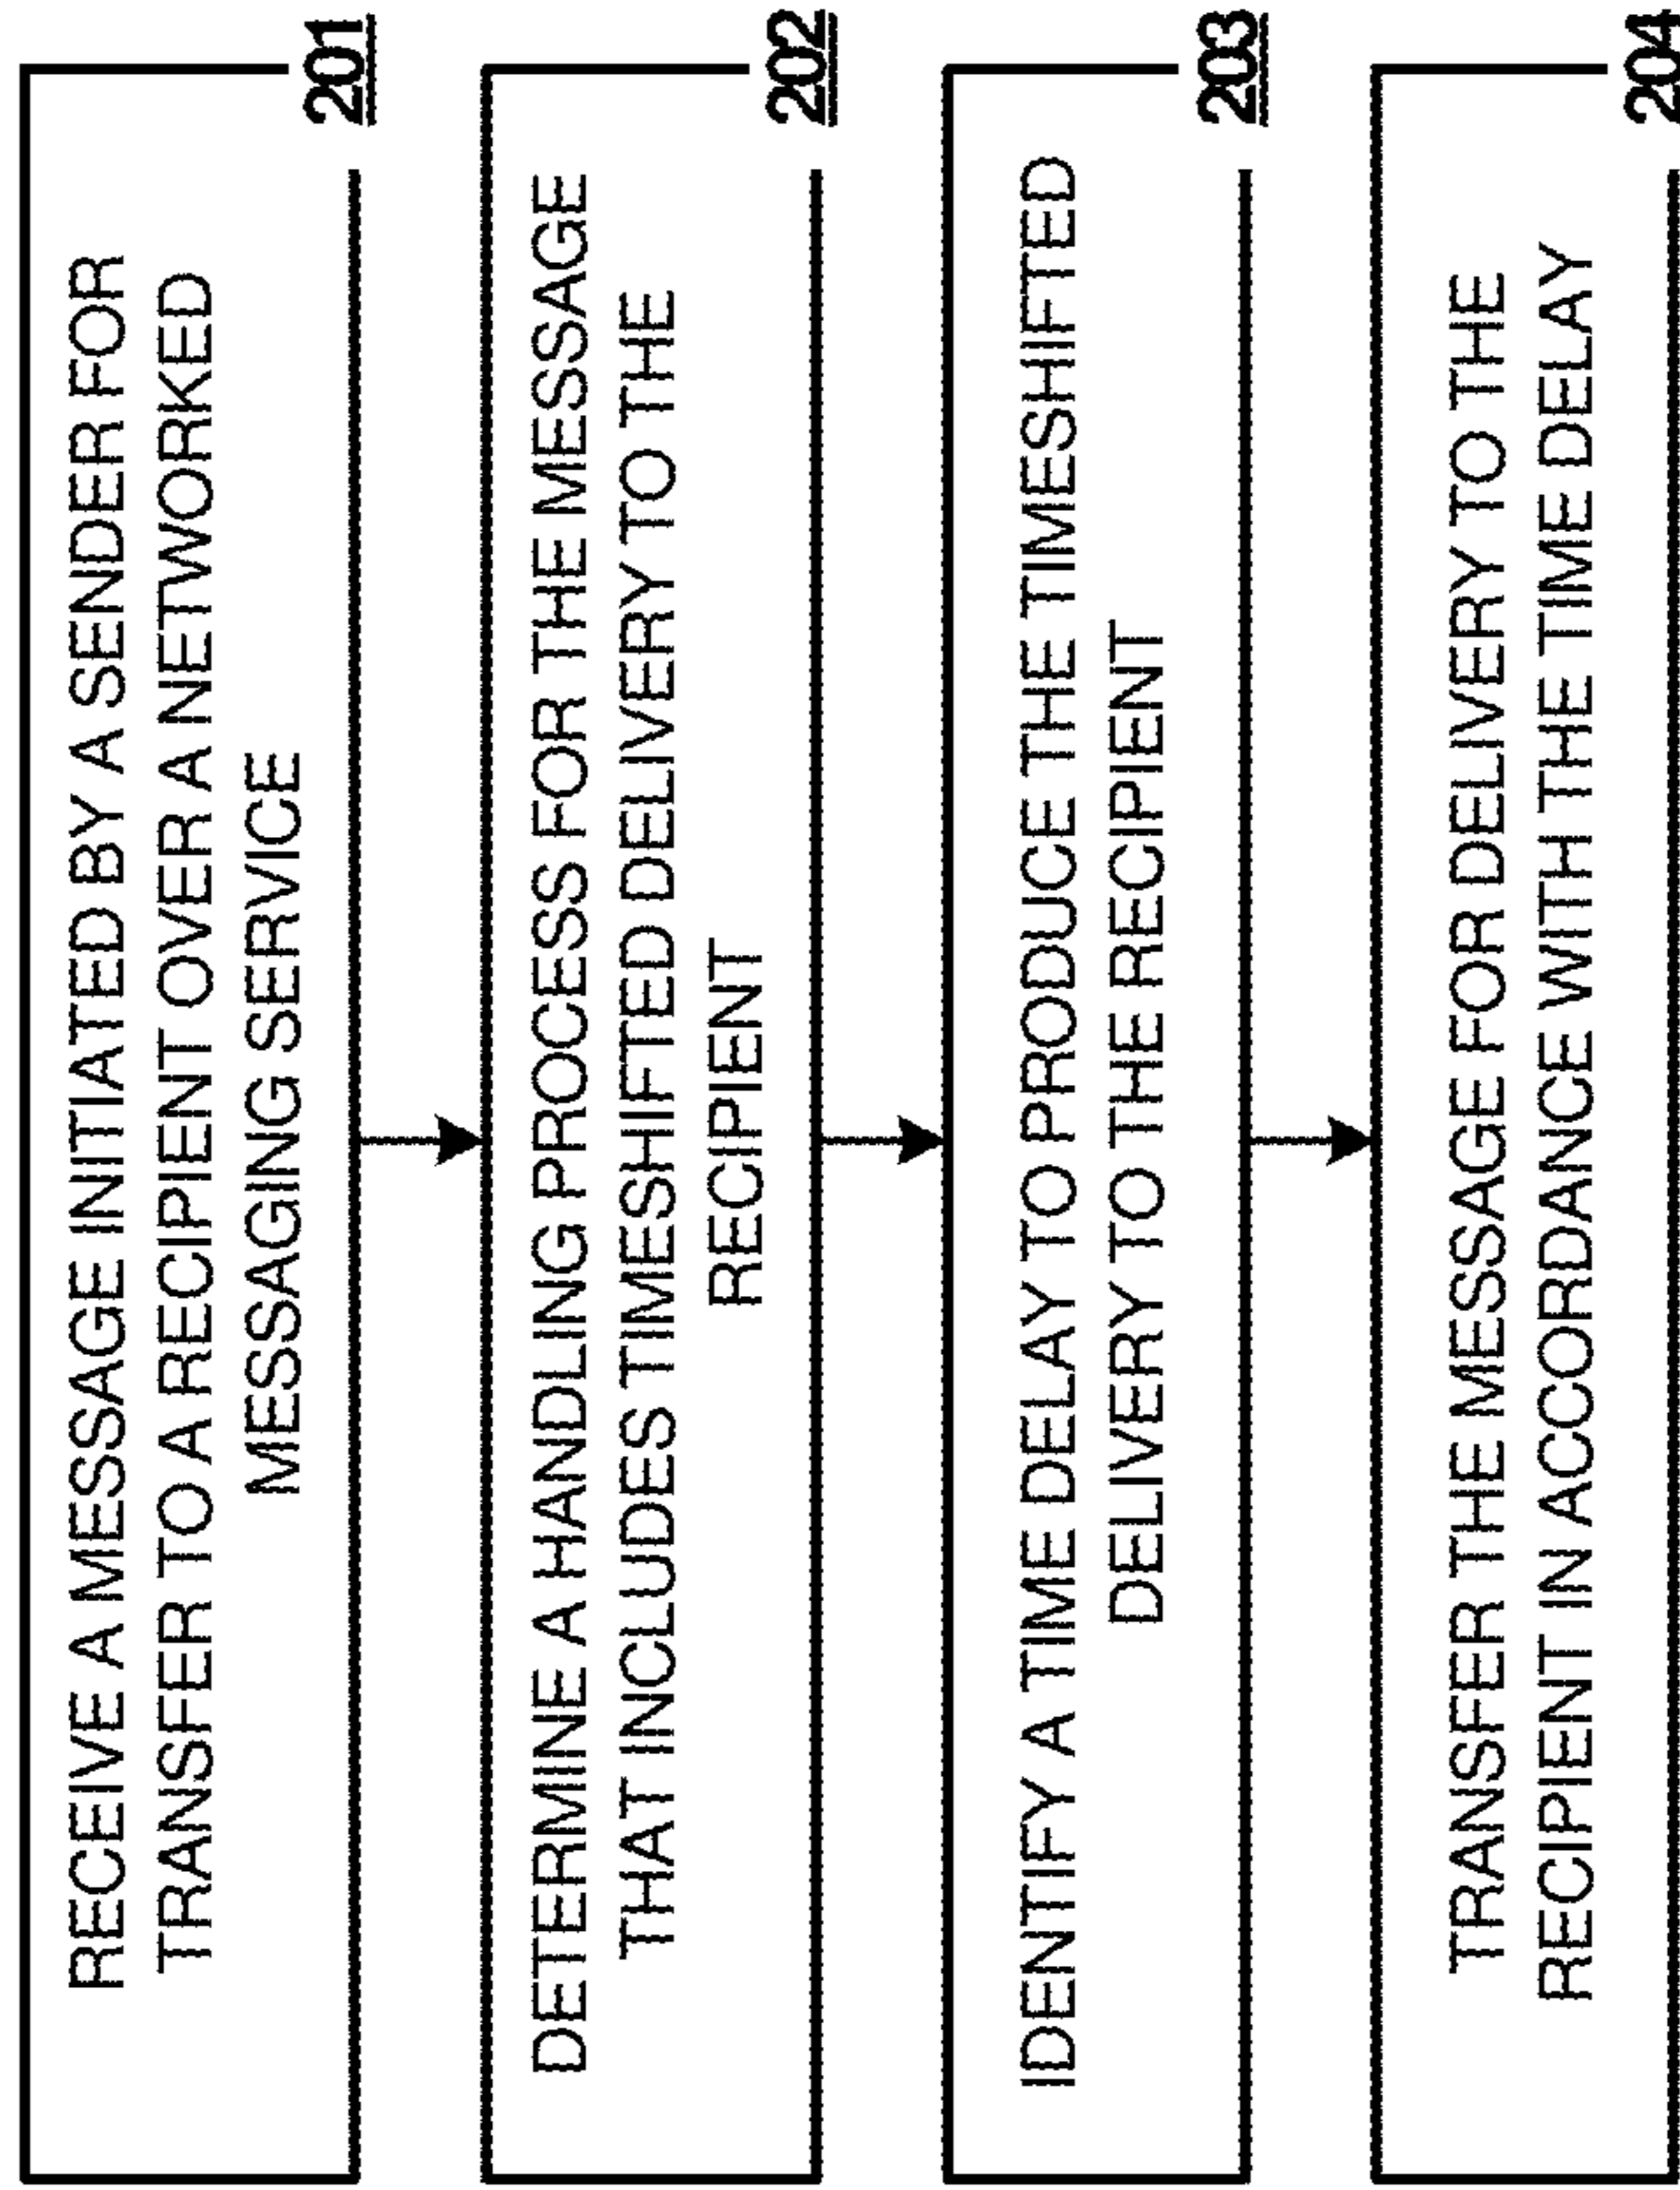 RECEIVE A MESSAGE INITIATED BY A SENDER FOR
TRANSFER TO A RECIPIENT OVER A NETWORKED
MESSAGING SERVICE
201
DETERMINE A HANDLING PROCESS FOR THE MESSAGE
THAT INCLUDES TIMESHIFTED DELIVERY TO THE
RECIPIENT
202
IDENTIFY A TIME DELAY TO PRODUCE THE TIMESHIFTED
DELIVERY TO THE RECIPIENT
203
TRANSFER THE MESSAGE FOR DELIVERY TO THE
RECIPIENT IN ACCORDANCE WITH THE TIME DELAY
204